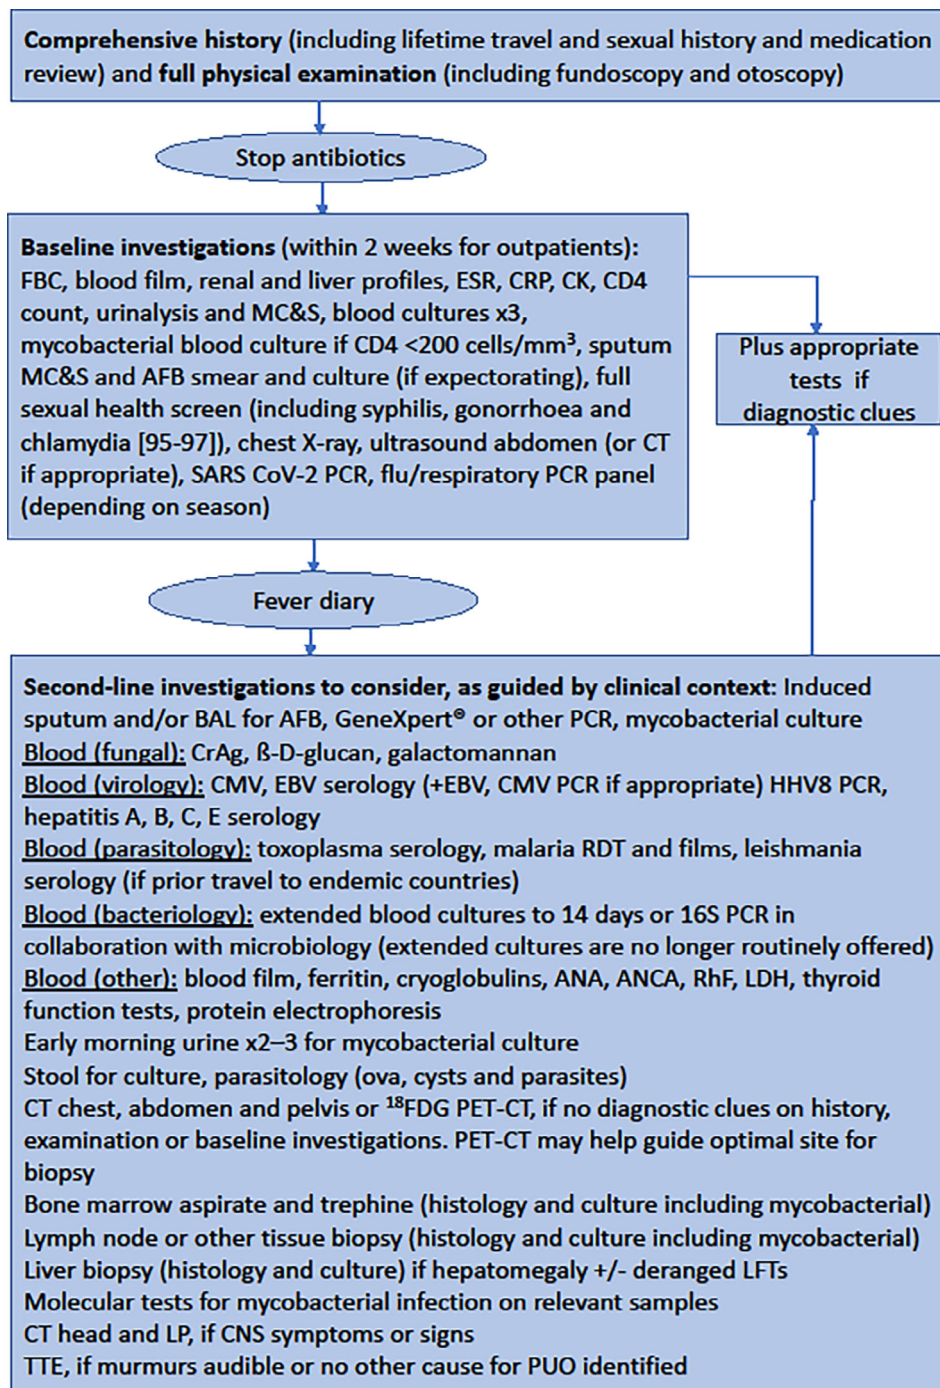 Comprehensive history (including lifetime travel and sexual history and medication
review) and full physical examination (including fundoscopy and otoscopy)
Stop antibiotics
Baseline investigations (within 2 weeks for outpatients):
FBC, blood film, renal and liver profiles, ESR, CRP, CK, CD4
count, urinalysis and MC&S, blood cultures x3,
mycobacterial blood culture if CD4 <200 cells/mm³, sputum
MC&S and AFB smear and culture (if expectorating), full
sexual health screen (including syphilis, gonorrhoea and
chlamydia [95-97]), chest X-ray, ultrasound abdomen (or CT
if appropriate), SARS CoV-2 PCR, flu/respiratory PCR panel
(depending on season)
Plus appropriate
tests if
diagnostic clues
Fever diary
Second-line investigations to consider, as guided by clinical context: Induced
sputum and/or BAL for AFB, GeneXpert® or other PCR, mycobacterial culture
Blood (fungal): CrAg, ß-D-glucan, galactomannan
Blood (virology): CMV, EBV serology (+EBV, CMV PCR if appropriate) HHV8 PCR,
hepatitis A, B, C, E serology
Blood (parasitology): toxoplasma serology, malaria RDT and films, leishmania
serology (if prior travel to endemic countries)
Blood (bacteriology): extended blood cultures to 14 days or 16S PCR in
collaboration with microbiology (extended cultures are no longer routinely offered)
Blood (other): blood film, ferritin, cryoglobulins, ANA, ANCA, RhF, LDH, thyroid
function tests, protein electrophoresis
Early morning urine x2–3 for mycobacterial culture
Stool for culture, parasitology (ova, cysts and parasites)
CT chest, abdomen and pelvis or ¹⁸FDG PET-CT, if no diagnostic clues on history,
examination or baseline investigations. PET-CT may help guide optimal site for
biopsy
Bone marrow aspirate and trephine (histology and culture including mycobacterial)
Lymph node or other tissue biopsy (histology and culture including mycobacterial)
Liver biopsy (histology and culture) if hepatomegaly +/- deranged LFTs
Molecular tests for mycobacterial infection on relevant samples
CT head and LP, if CNS symptoms or signs
TTE, if murmurs audible or no other cause for PUO identified